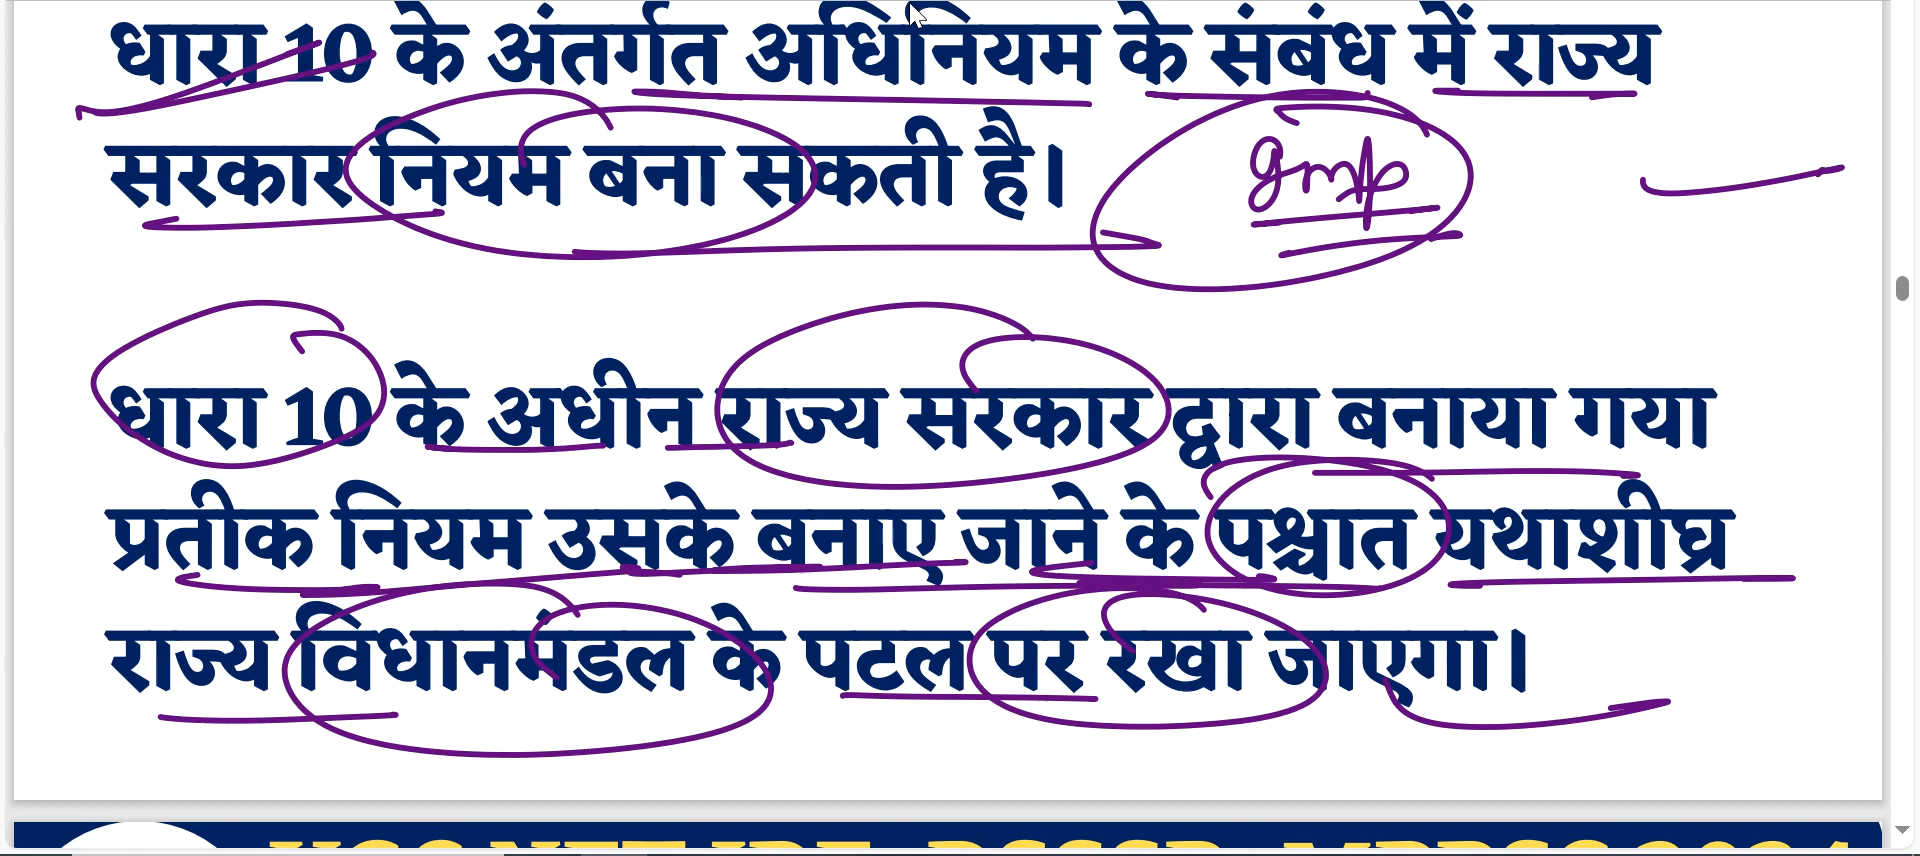 धारा 10 के अंतर्गत अधिनियम के संबंध में राज्य
सरकार नियम बना सकती है।
gmp
धारा 10 के अधीन राज्य सरकार द्वारा बनाया गया
प्रतीक नियम उसके बनाए जाने के पश्चात यथाशीघ्र
राज्य विधानमंडल के पटल पर रखा जाएगा।